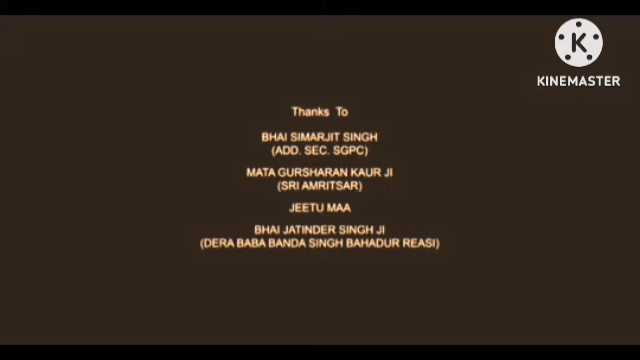 KINEMASTER
Thanks To
BHAI SIMARJIT SINGH
(ADD. SEC. SGPC)
MATA GURSHARAN KAUR JI
(SRI AMRITSAR)
JEETU MAA
BHAI JATINDER SINGH JI
(DERA BABA BANDA SINGH BAHADUR REASI)